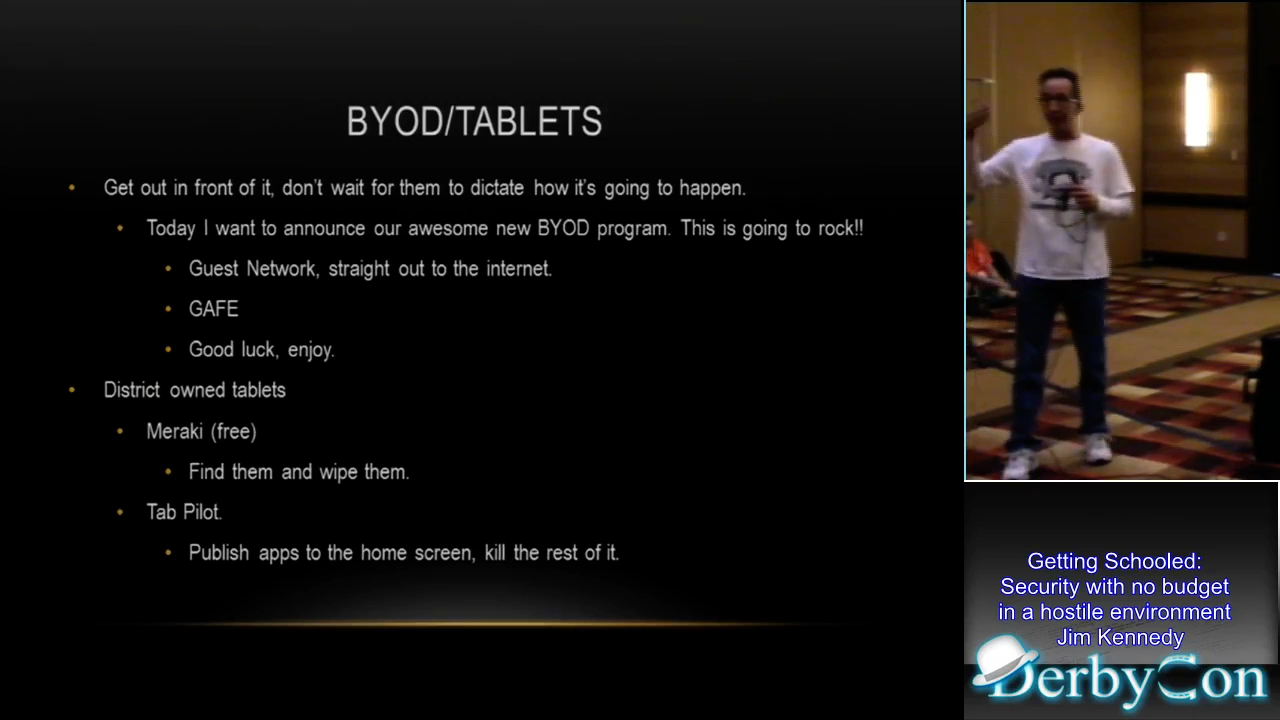 BYOD/TABLETS
Get out in front of it, don't wait for them to dictate how it's going to happen.
Today I want to announce our awesome new BYOD program. This is going to rock!!
Guest Network, straight out to the internet.
GAFE
Good luck, enjoy.
District owned tablets
Meraki (free)
Find them and wipe them.
Tab Pilot.
Publish apps to the home screen, kill the rest of it.
Getting Schooled:
Security with no budget
in a hostile environment
Jim Kennedy
DerbyCon